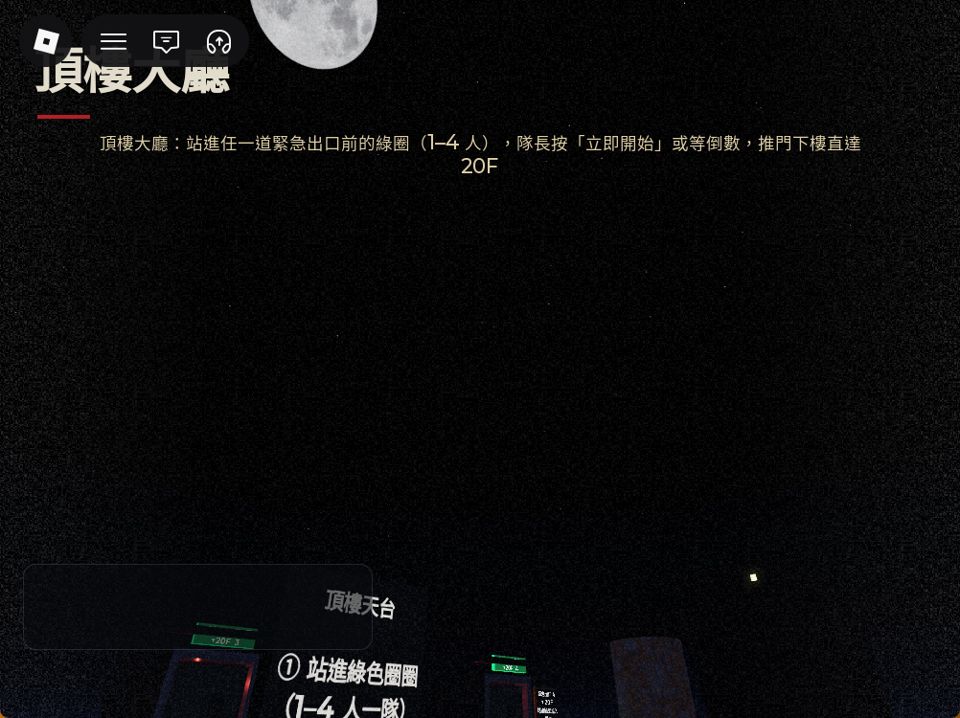 頂樓大廳
頂樓大廳：站進任一道緊急出口前的綠圈（1–4 人），隊長按「立即開始」或等倒數，推門下樓直達
20F
頂樓天台
① 站進綠色圈圈
（1–4 人一隊）